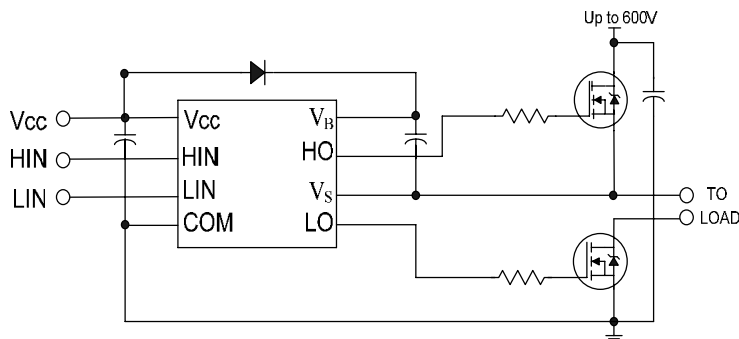 Up to 600V
Vcc
Vcc
VB
HIN
HIN
HO
LIN
LIN
VS
TO
COM
LO
LOAD